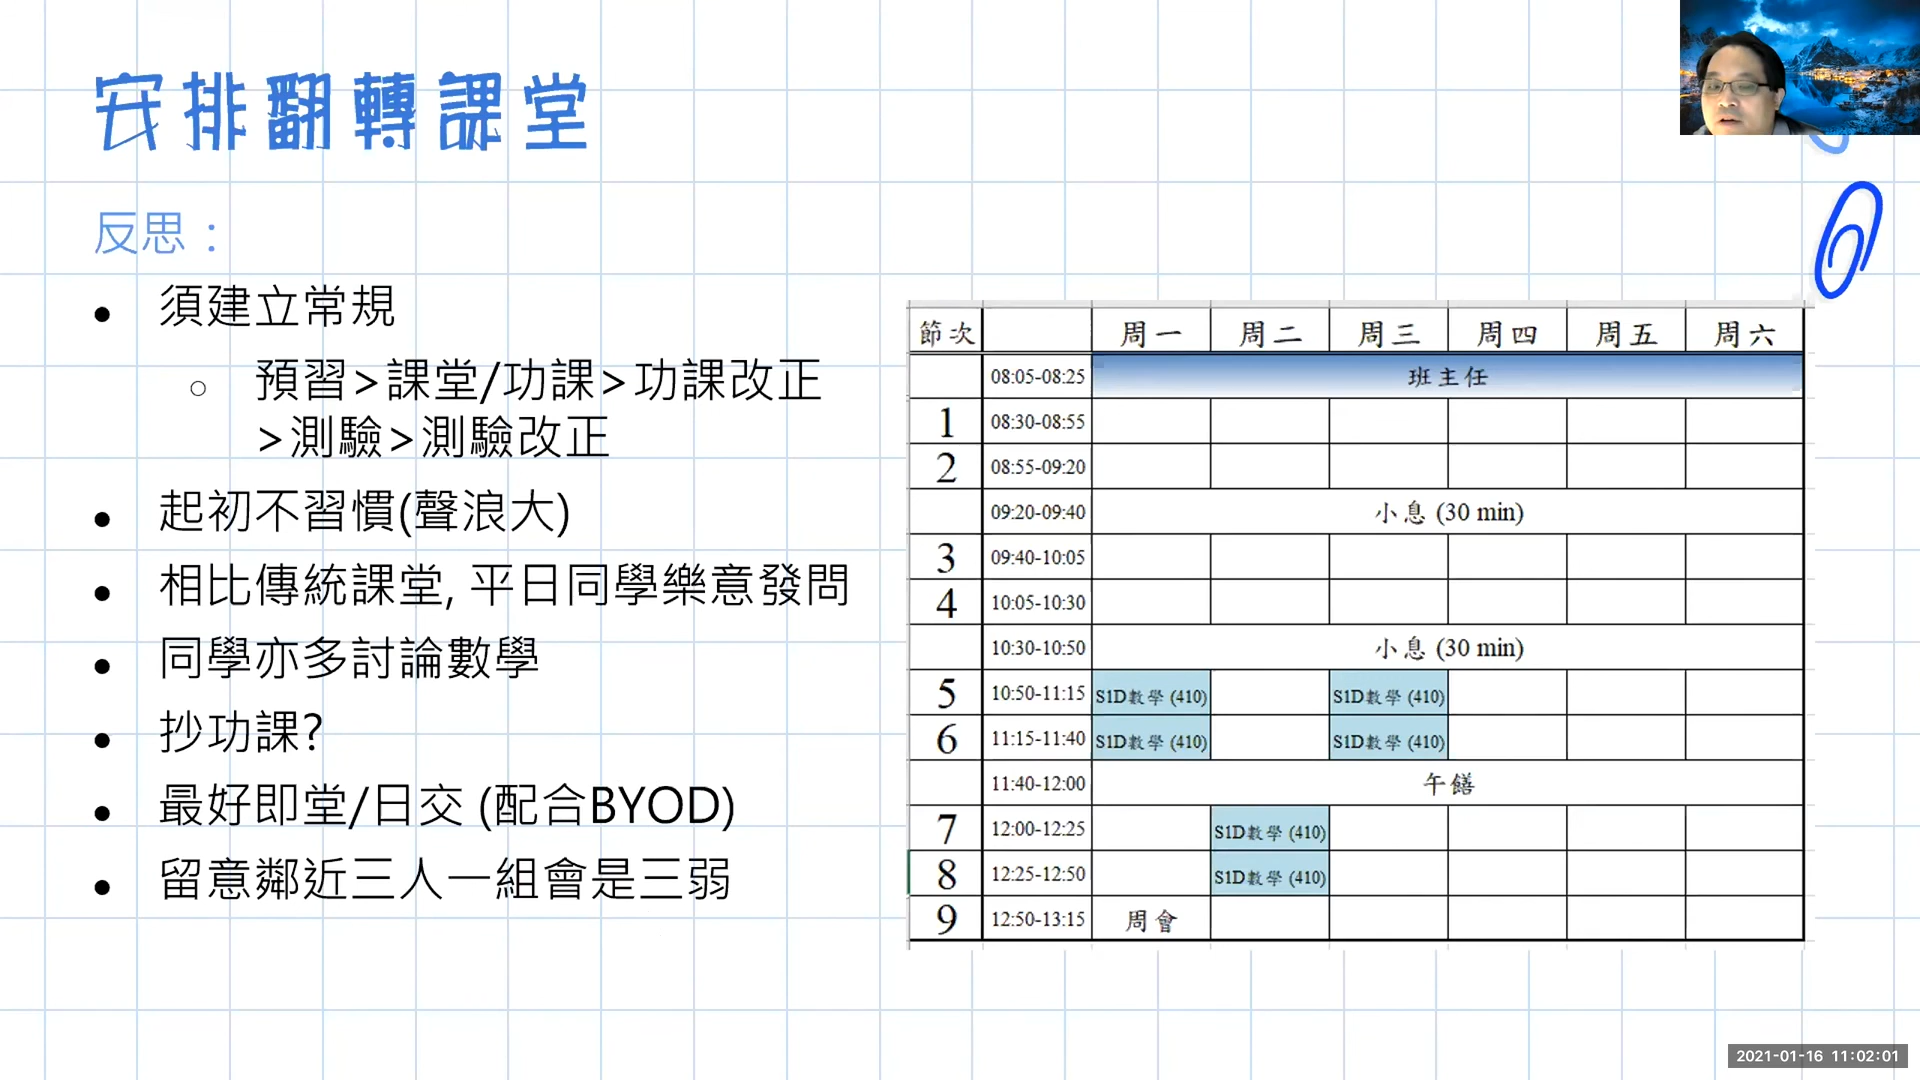 安排翻轉課堂
反思：
● 須建立常規
○ 預習>課堂/功課>功課改正
>測驗>測驗改正
● 起初不習慣(聲浪大)
● 相比傳統課堂, 平日同學樂意發問
● 同學亦多討論數學
● 抄功課?
● 最好即堂/日交 (配合BYOD)
● 留意鄰近三人一組會是三弱
節次 周一 周二 周三 周四 周五 周六
08:05-08:25 班主任
1 08:30-08:55
2 08:55-09:20
09:20-09:40 小息 (30 min)
3 09:40-10:05
4 10:05-10:30
10:30-10:50 小息 (30 min)
5 10:50-11:15 S1D數學 (410) S1D數學 (410)
6 11:15-11:40 S1D數學 (410) S1D數學 (410)
11:40-12:00 午饍
7 12:00-12:25 S1D數學 (410)
8 12:25-12:50 S1D數學 (410)
9 12:50-13:15 周會
2021-01-16 11:02:01